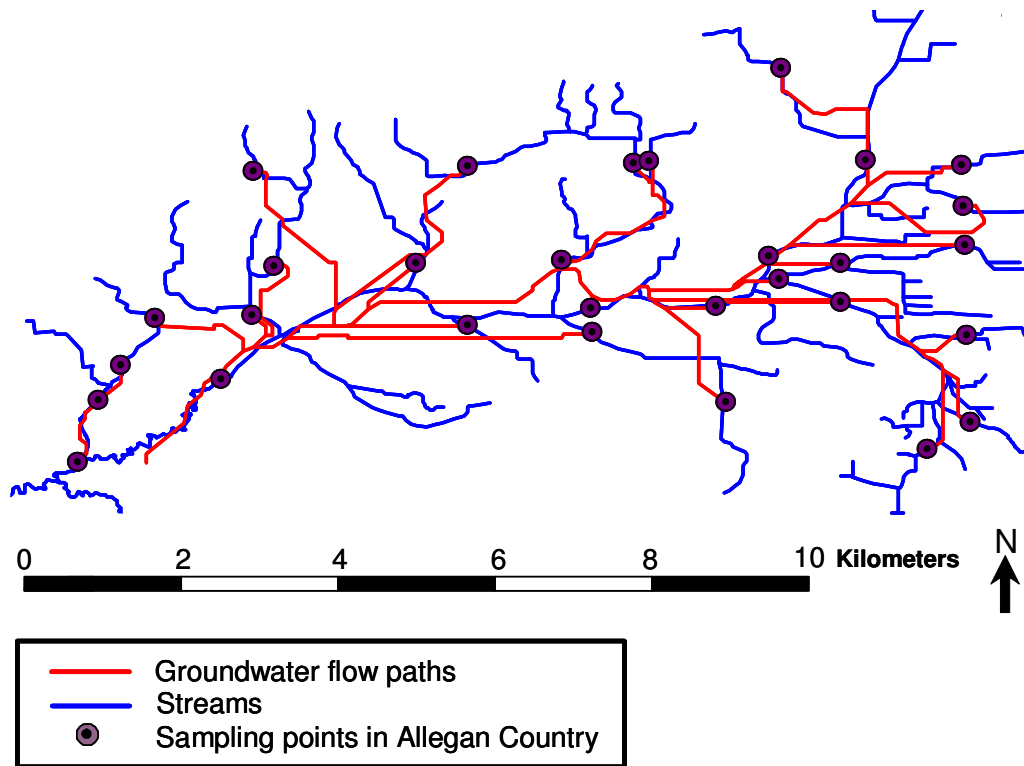 0 2 4 6 8 10 Kilometers
N
Groundwater flow paths
Streams
Sampling points in Allegan Country